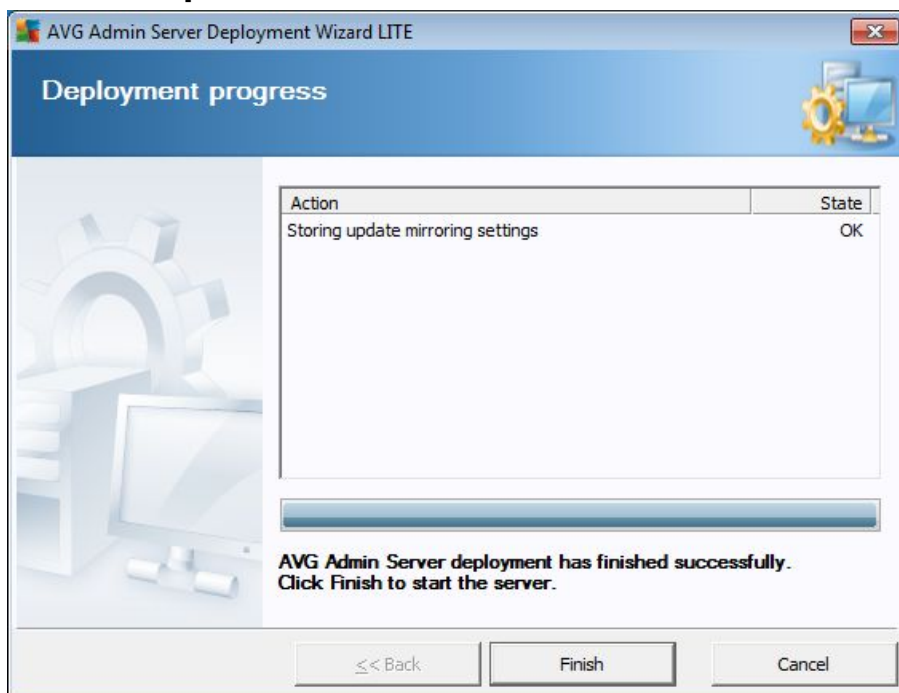 AVG Admin Server Deployment Wizard LITE
Deployment progress
Action State
Storing update mirroring settings OK
AVG Admin Server deployment has finished successfully.
Click Finish to start the server.
<< Back Finish Cancel